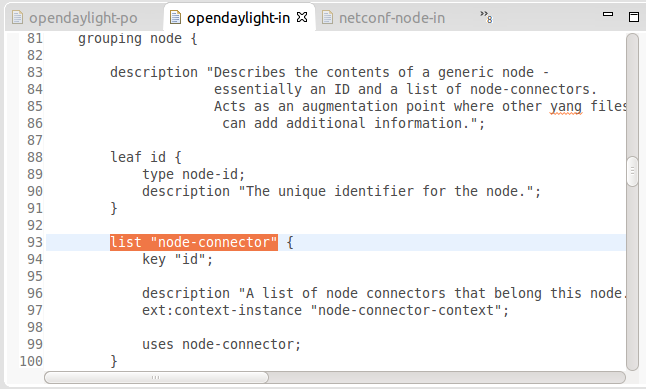 opendaylight-po opendaylight-in netconf-node-in »8
81 grouping node {
82
83 description "Describes the contents of a generic node -
84 essentially an ID and a list of node-connectors.
85 Acts as an augmentation point where other yang files
86 can add additional information.";
87
88 leaf id {
89 type node-id;
90 description "The unique identifier for the node.";
91 }
92
93 list "node-connector" {
94 key "id";
95
96 description "A list of node connectors that belong this node.
97 ext:context-instance "node-connector-context";
98
99 uses node-connector;
100 }